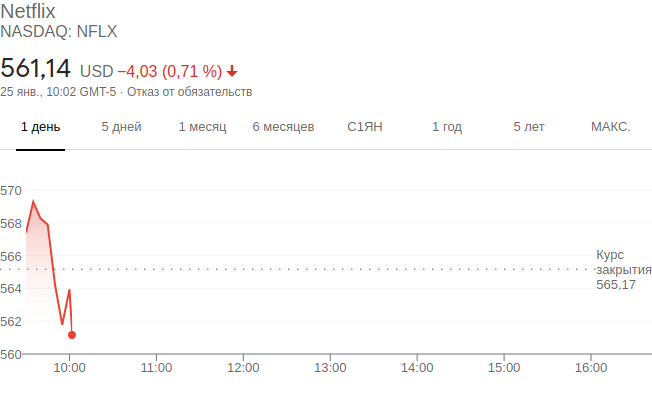 Netflix
NASDAQ: NFLX
561,14 USD −4,03 (0,71 %)
25 янв., 10:02 GMT-5 · Отказ от обязательств
1 день 5 дней 1 месяц 6 месяцев С1ЯН 1 год 5 лет МАКС.
570
568
566
564
562
560
Курс
закрытия
565,17
10:00 11:00 12:00 13:00 14:00 15:00 16:00